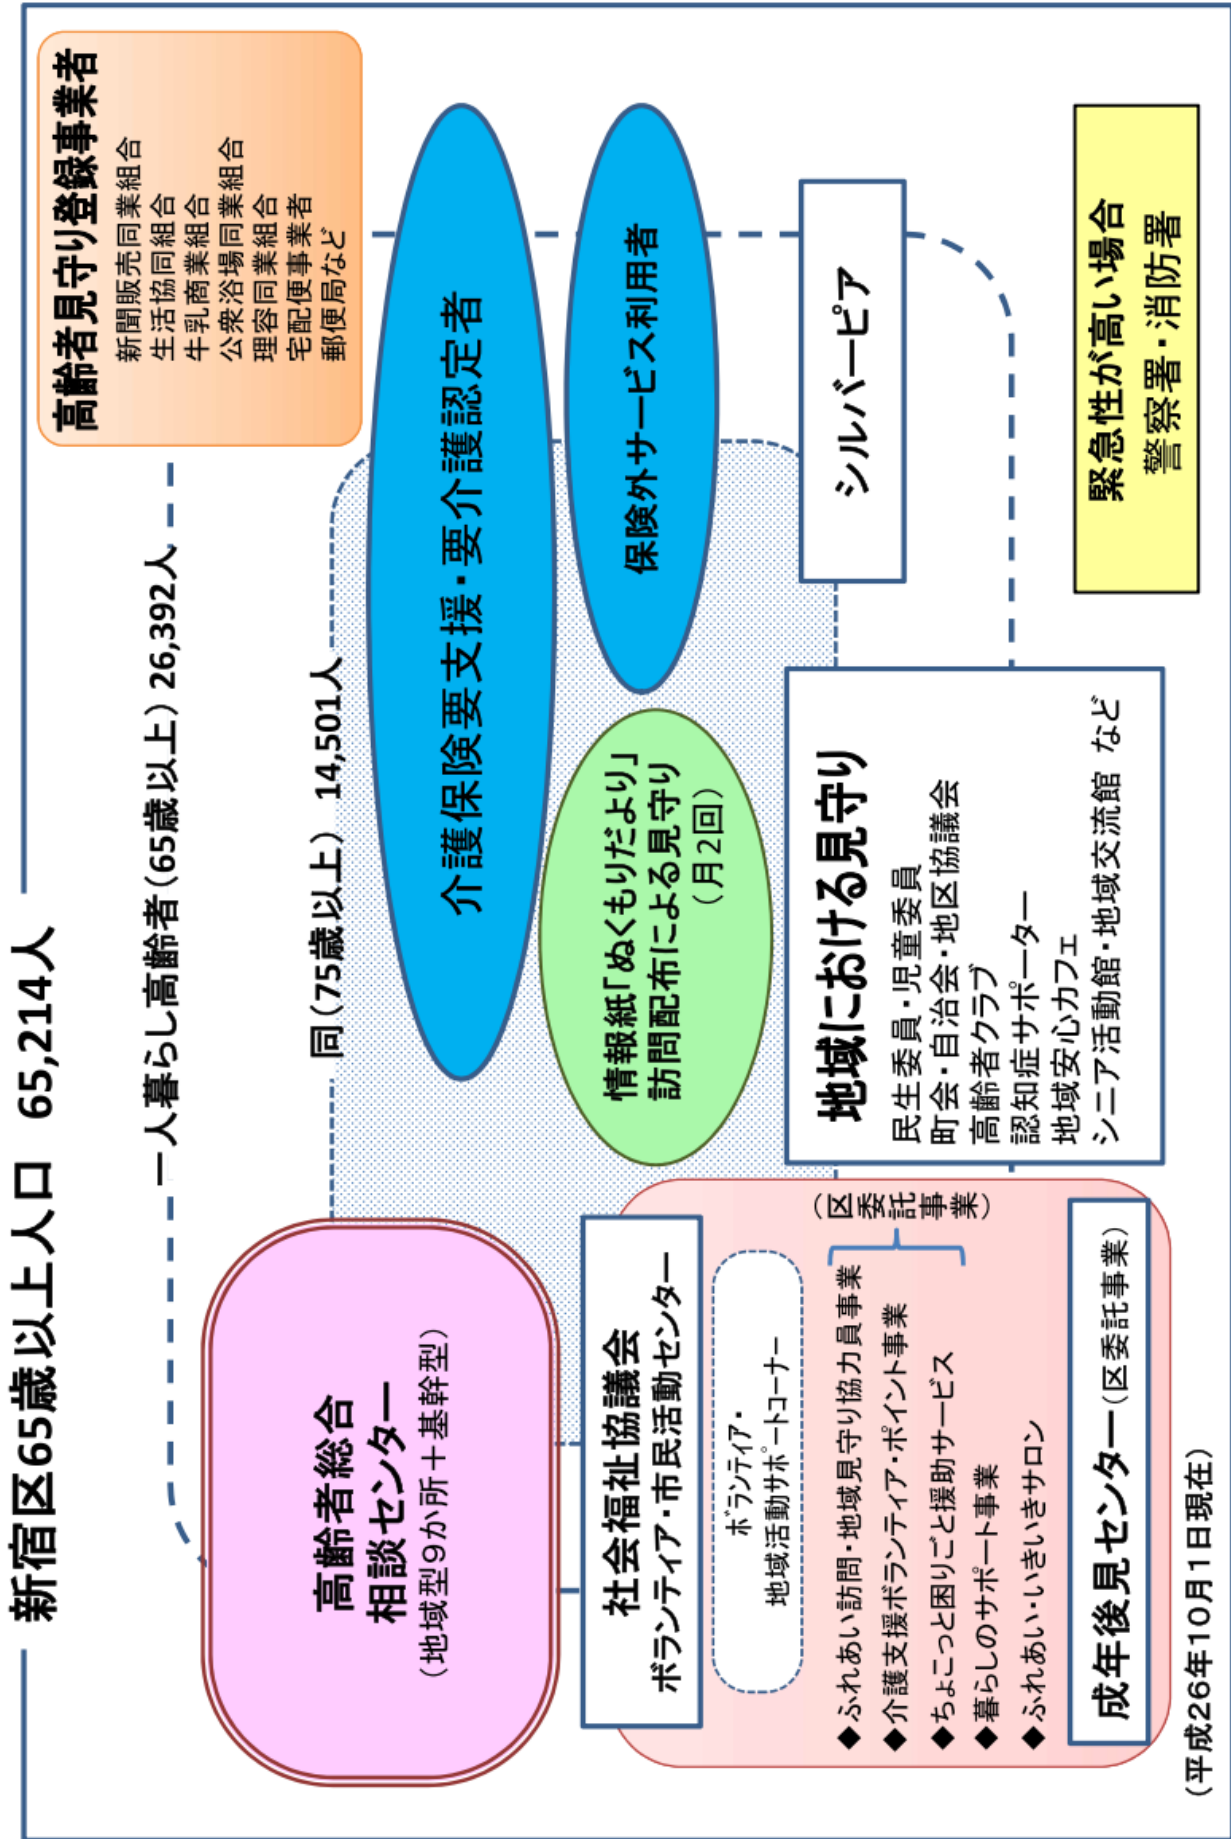 新宿区65歳以上人口 65,214人
一人暮らし高齢者（65歳以上）26,392人
同（75歳以上） 14,501人
高齢者見守り登録事業者
新聞販売同業組合
生活協同組合
牛乳商業組合
公衆浴場同業組合
理容同業組合
宅配便事業者
郵便局など
高齢者総合
相談センター
（地域型9か所＋基幹型）
介護保険要支援・要介護認定者
情報紙「ぬくもりだより」
訪問配布による見守り
（月2回）
保険外サービス利用者
社会福祉協議会
ボランティア・市民活動センター
ボランティア・
地域活動サポートコーナー
◆ふれあい訪問・地域見守り協力員事業
◆介護支援ボランティア・ポイント事業
◆ちょこっと困りごと援助サービス
◆暮らしのサポート事業
◆ふれあい・いきいきサロン
（区委託事業）
成年後見センター（区委託事業）
地域における見守り
民生委員・児童委員
町会・自治会・地区協議会
高齢者クラブ
認知症サポーター
地域安心カフェ
シニア活動館・地域交流館 など
シルバーピア
緊急性が高い場合
警察署・消防署
（平成26年10月1日現在）